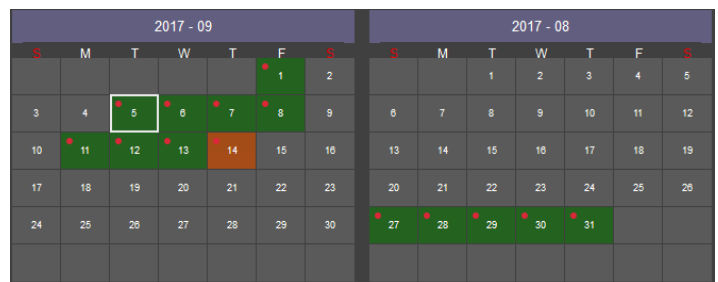 2017 - 09
S M T W T F S
1 2
3 4 5 6 7 8 9
10 11 12 13 14 15 16
17 18 19 20 21 22 23
24 25 26 27 28 29 30
2017 - 08
S M T W T F S
1 2 3 4 5
6 7 8 9 10 11 12
13 14 15 16 17 18 19
20 21 22 23 24 25 26
27 28 29 30 31